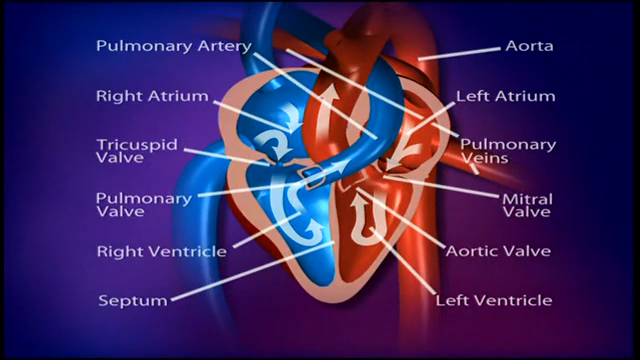 Pulmonary Artery
Aorta
Right Atrium
Left Atrium
Tricuspid
Valve
Pulmonary
Veins
Pulmonary
Valve
Mitral
Valve
Right Ventricle
Aortic Valve
Septum
Left Ventricle